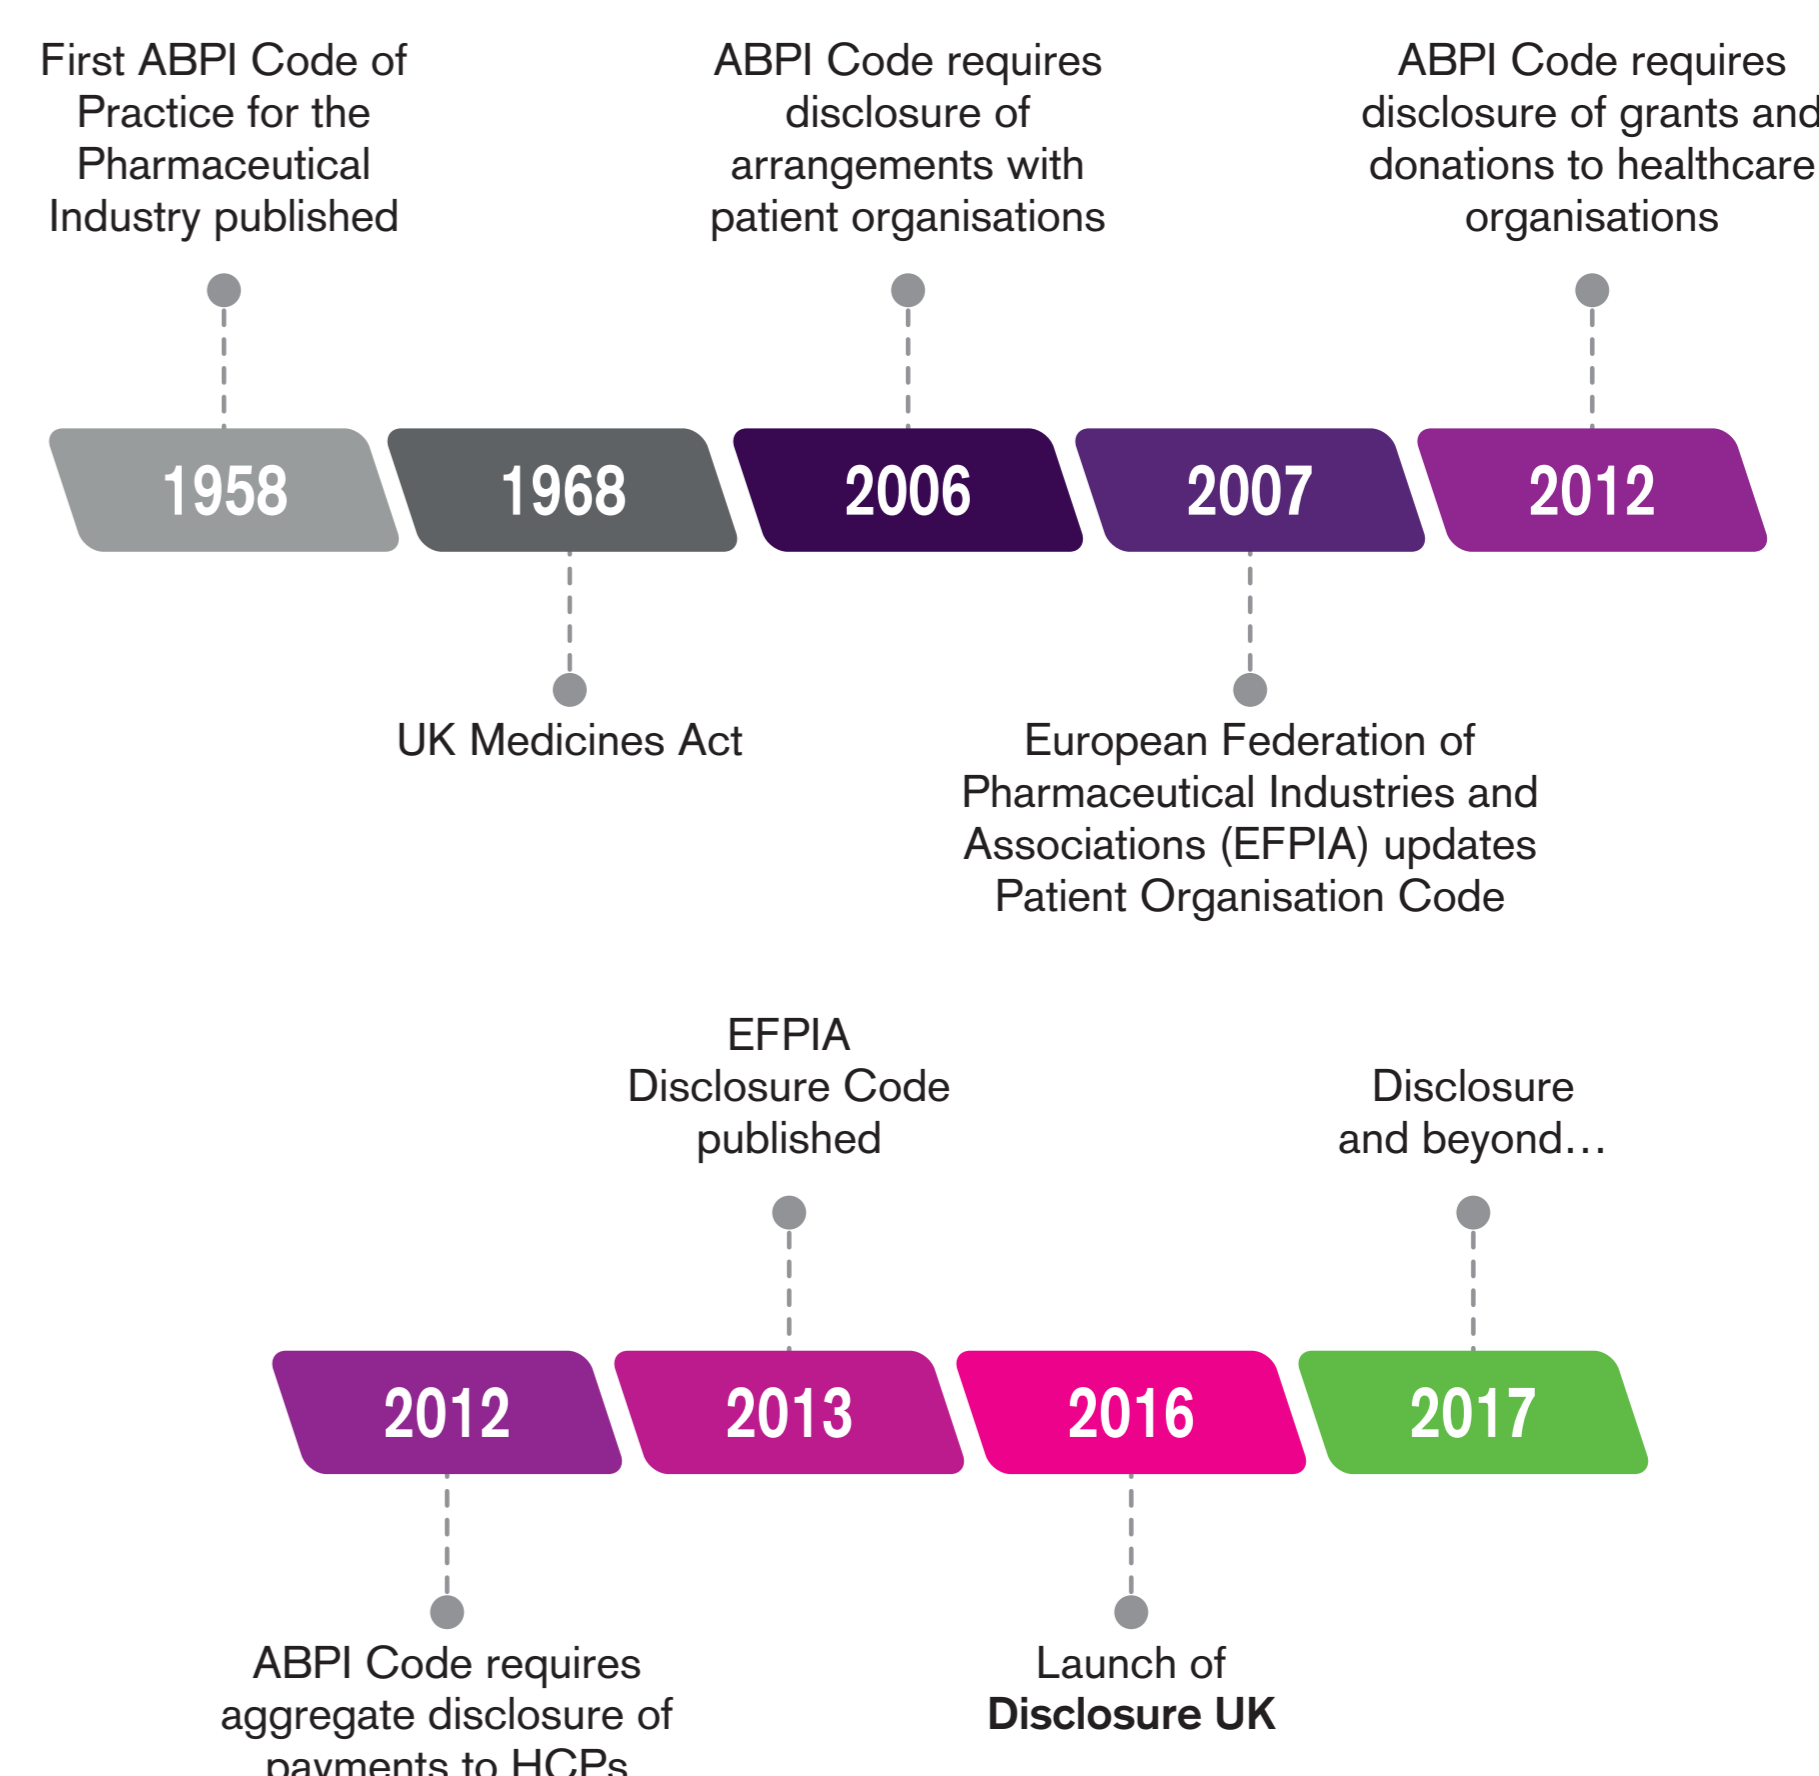 First ABPI Code of
Practice for the
Pharmaceutical
Industry published
ABPI Code requires
disclosure of
arrangements with
patient organisations
ABPI Code requires
disclosure of grants and
donations to healthcare
organisations
1958
1968
2006
2007
2012
UK Medicines Act
European Federation of
Pharmaceutical Industries and
Associations (EFPIA) updates
Patient Organisation Code
EFPIA
Disclosure Code
published
Disclosure
and beyond...
2012
2013
2016
2017
ABPI Code requires
aggregate disclosure of
payments to HCPs
Launch of
Disclosure UK